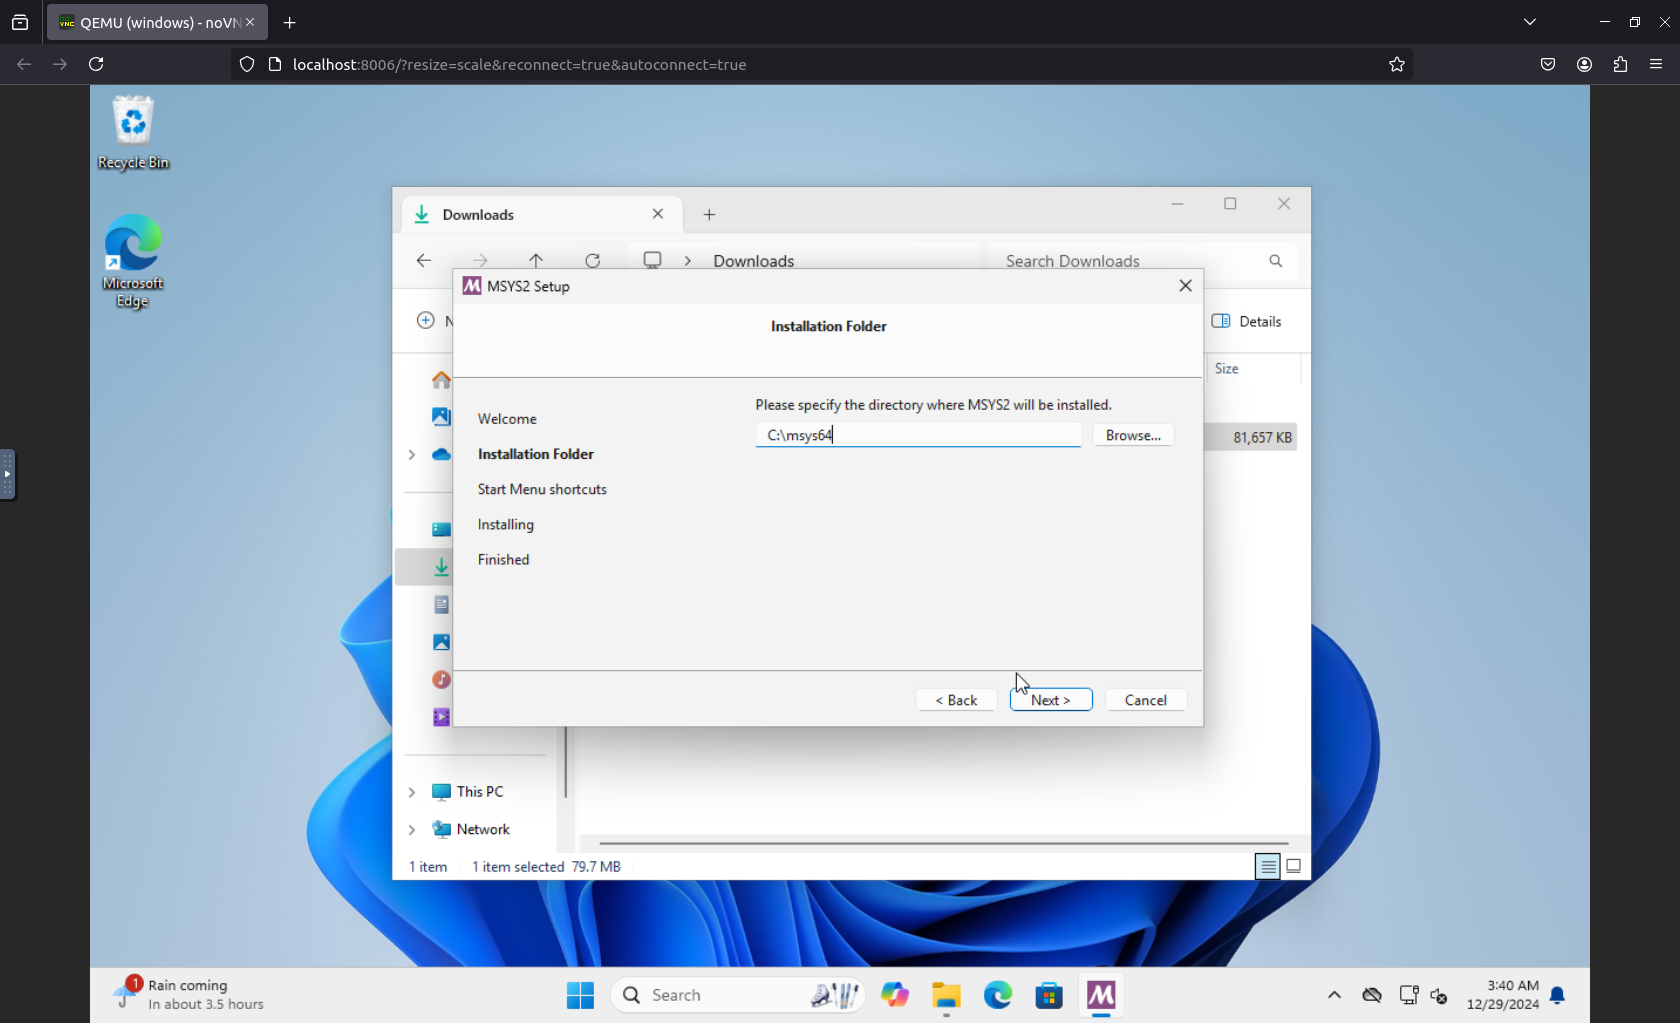 QEMU (windows) - noVN
localhost:8006/?resize=scale&reconnect=true&autoconnect=true
Recycle Bin
Microsoft
Edge
Downloads
Downloads
Search Downloads
MSYS2 Setup
N
Details
Installation Folder
Size
Please specify the directory where MSYS2 will be installed.
Welcome
C:\msys64
Browse...
81,657 KB
Installation Folder
Start Menu shortcuts
Installing
Finished
< Back
Next >
Cancel
This PC
Network
1 item
1 item selected 79.7 MB
1
Rain coming
In about 3.5 hours
Search
3:40 AM
12/29/2024